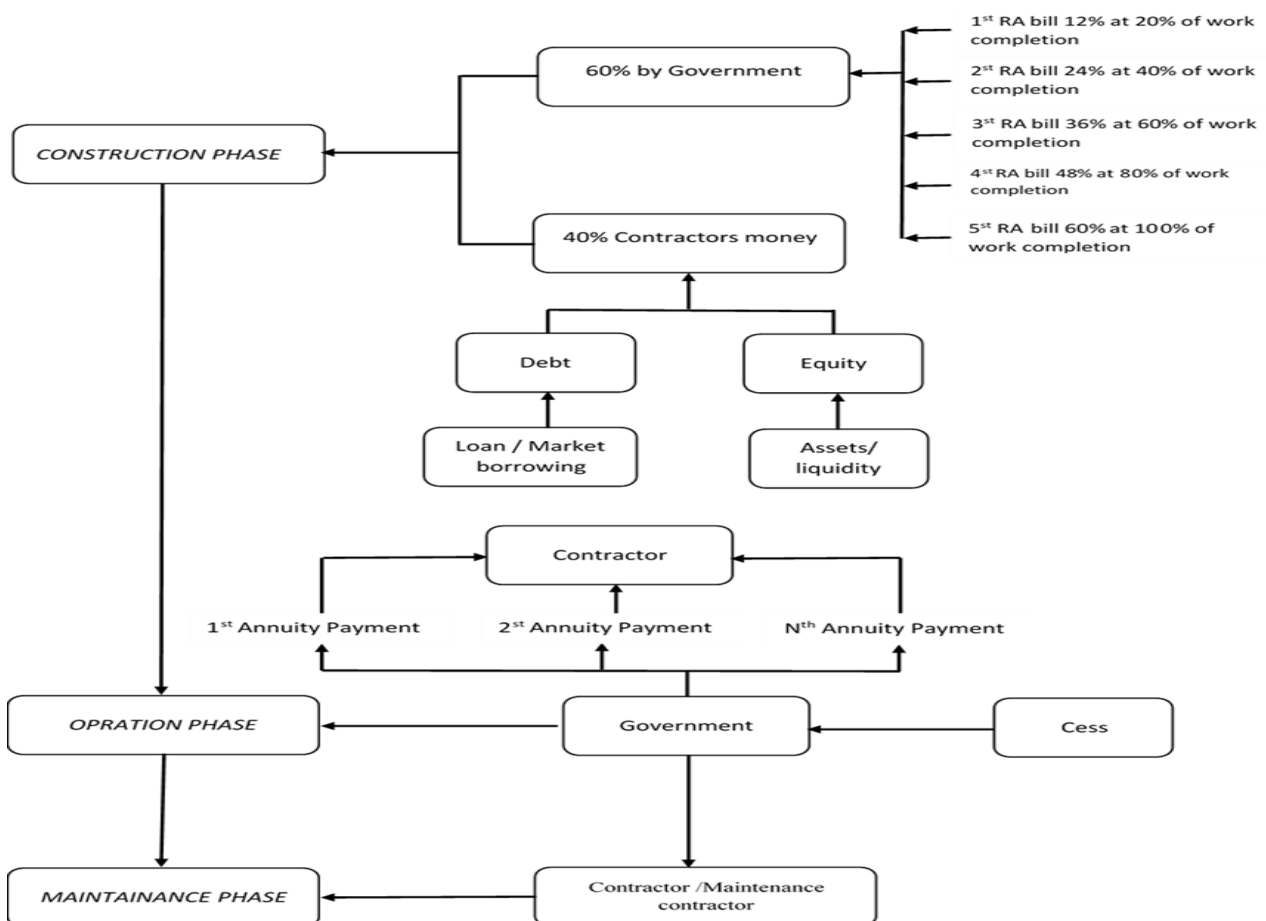 1st RA bill 12% at 20% of work
completion
60% by Government
2st RA bill 24% at 40% of work
completion
3st RA bill 36% at 60% of work
completion
CONSTRUCTION PHASE
4st RA bill 48% at 80% of work
completion
40% Contractors money
5st RA bill 60% at 100% of
work completion
Debt
Equity
Loan / Market
borrowing
Assets/
liquidity
Contractor
1st Annuity Payment
2st Annuity Payment
Nth Annuity Payment
OPRATION PHASE
Government
Cess
MAINTAINANCE PHASE
Contractor /Maintenance
contractor